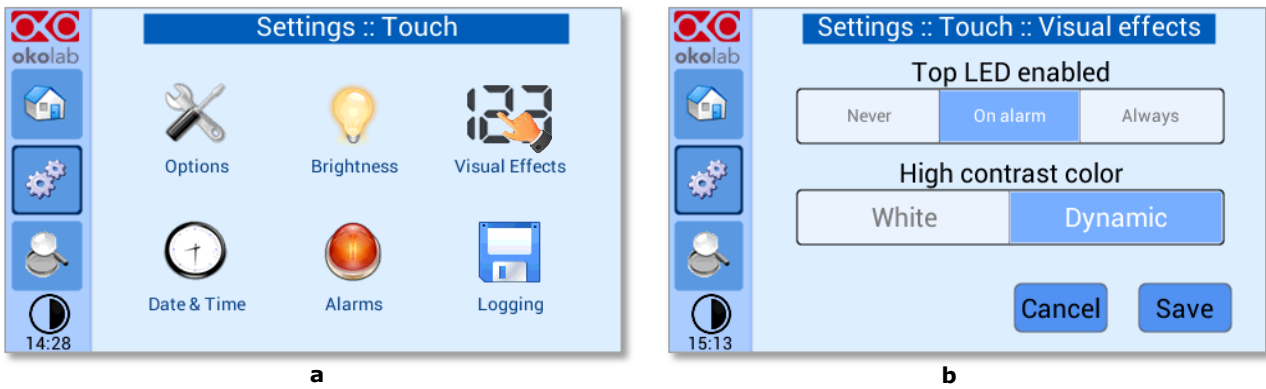 okolab
Settings :: Touch
123
Options
Brightness
Visual Effects
Date & Time
Alarms
Logging
14:28
a
okolab
Settings :: Touch :: Visual effects
Top LED enabled
Never
On alarm
Always
High contrast color
White
Dynamic
Cancel
Save
15:13
b